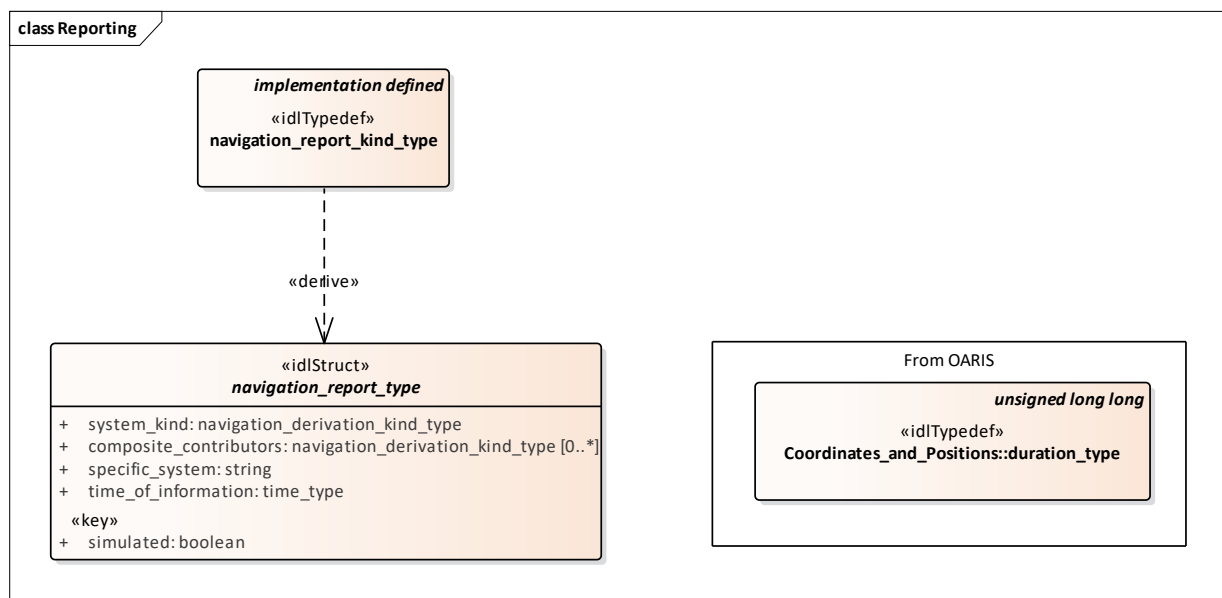 class Reporting
implementation defined
«idlTypedef»
navigation_report_kind_type
«derive»
«idlStruct»
navigation_report_type
+ system_kind: navigation_derivation_kind_type
+ composite_contributors: navigation_derivation_kind_type [0..*]
+ specific_system: string
+ time_of_information: time_type
«key»
+ simulated: boolean
From OARIS
unsigned long long
«idlTypedef»
Coordinates_and_Positions::duration_type